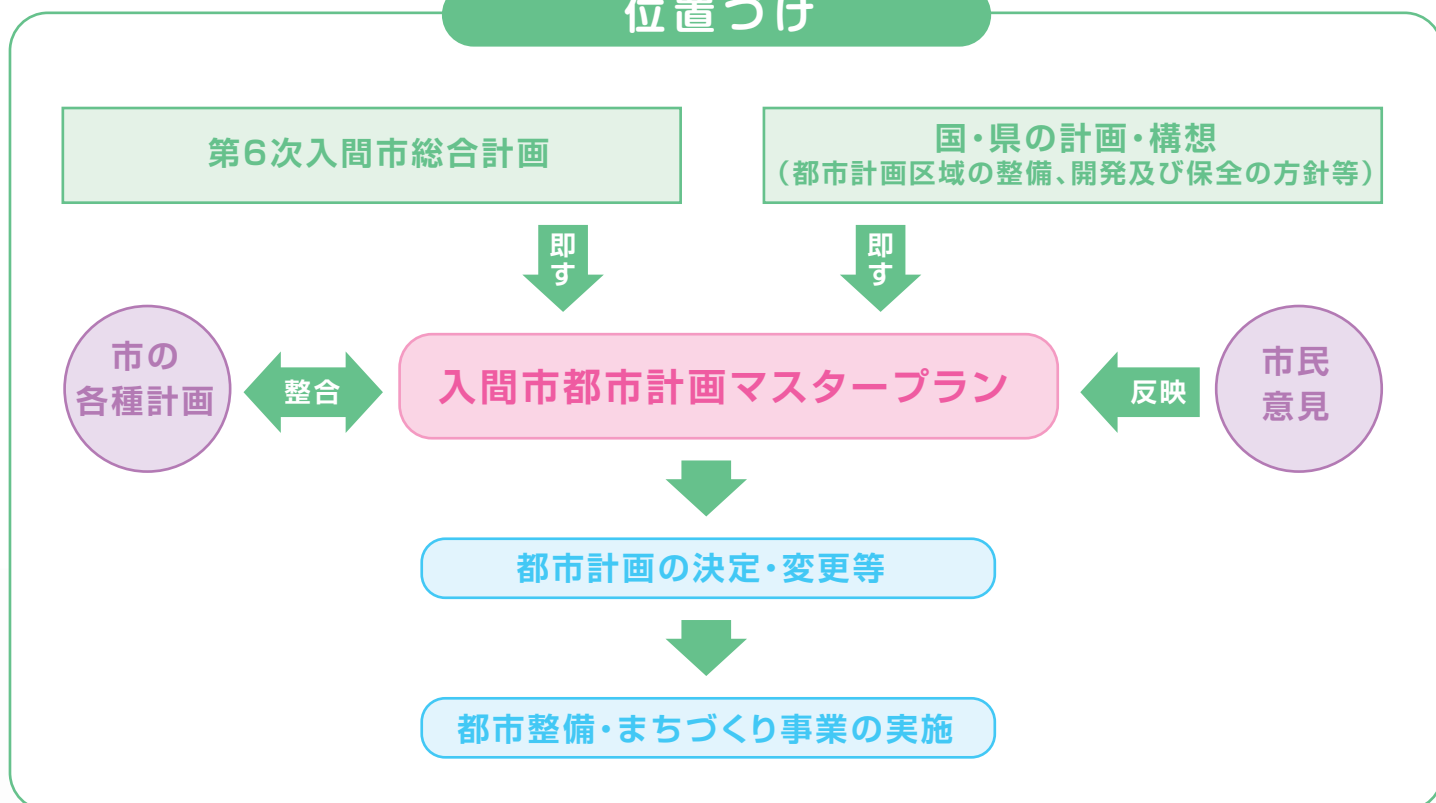 位置づけ
第6次入間市総合計画
国・県の計画・構想
(都市計画区域の整備、開発及び保全の方針等)
即す
即す
市の
各種計画
整合
入間市都市計画マスタープラン
反映
市民
意見
都市計画の決定・変更等
都市整備・まちづくり事業の実施